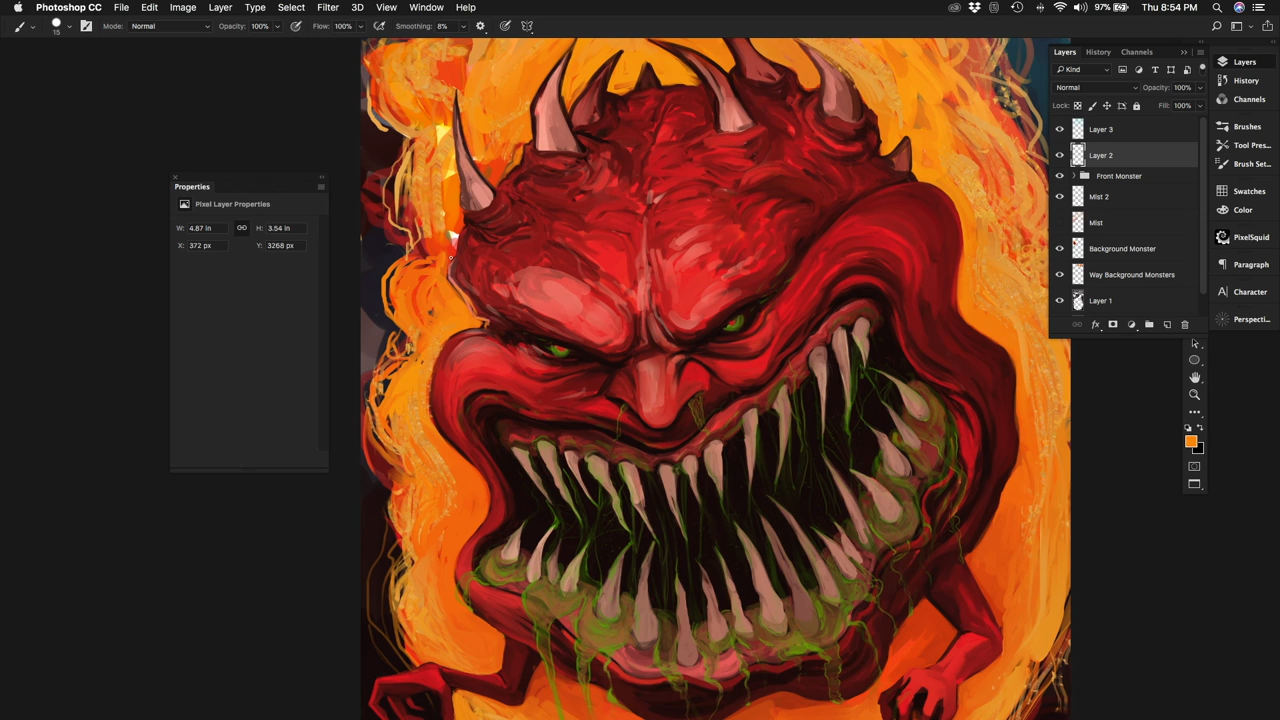 Photoshop CC File Edit Image Layer Type Select Filter 3D View Window Help 97% Thu 8:54 PM
15 Mode: Normal Opacity: 100% Flow: 100% Smoothing: 8%
Layers History Channels
Kind
Normal Opacity: 100%
Lock: Fill: 100%
Layer 3
Layer 2
Front Monster
Mist 2
Mist
Background Monster
Way Background Monsters
Layer 1
fx
Layers
History
Channels
Brushes
Tool Pres...
Brush Set...
Swatches
Color
PixelSquid
Paragraph
Character
Perspecti...
Properties
Pixel Layer Properties
W: 4.87 in H: 3.54 in
X: 372 px Y: 3268 px